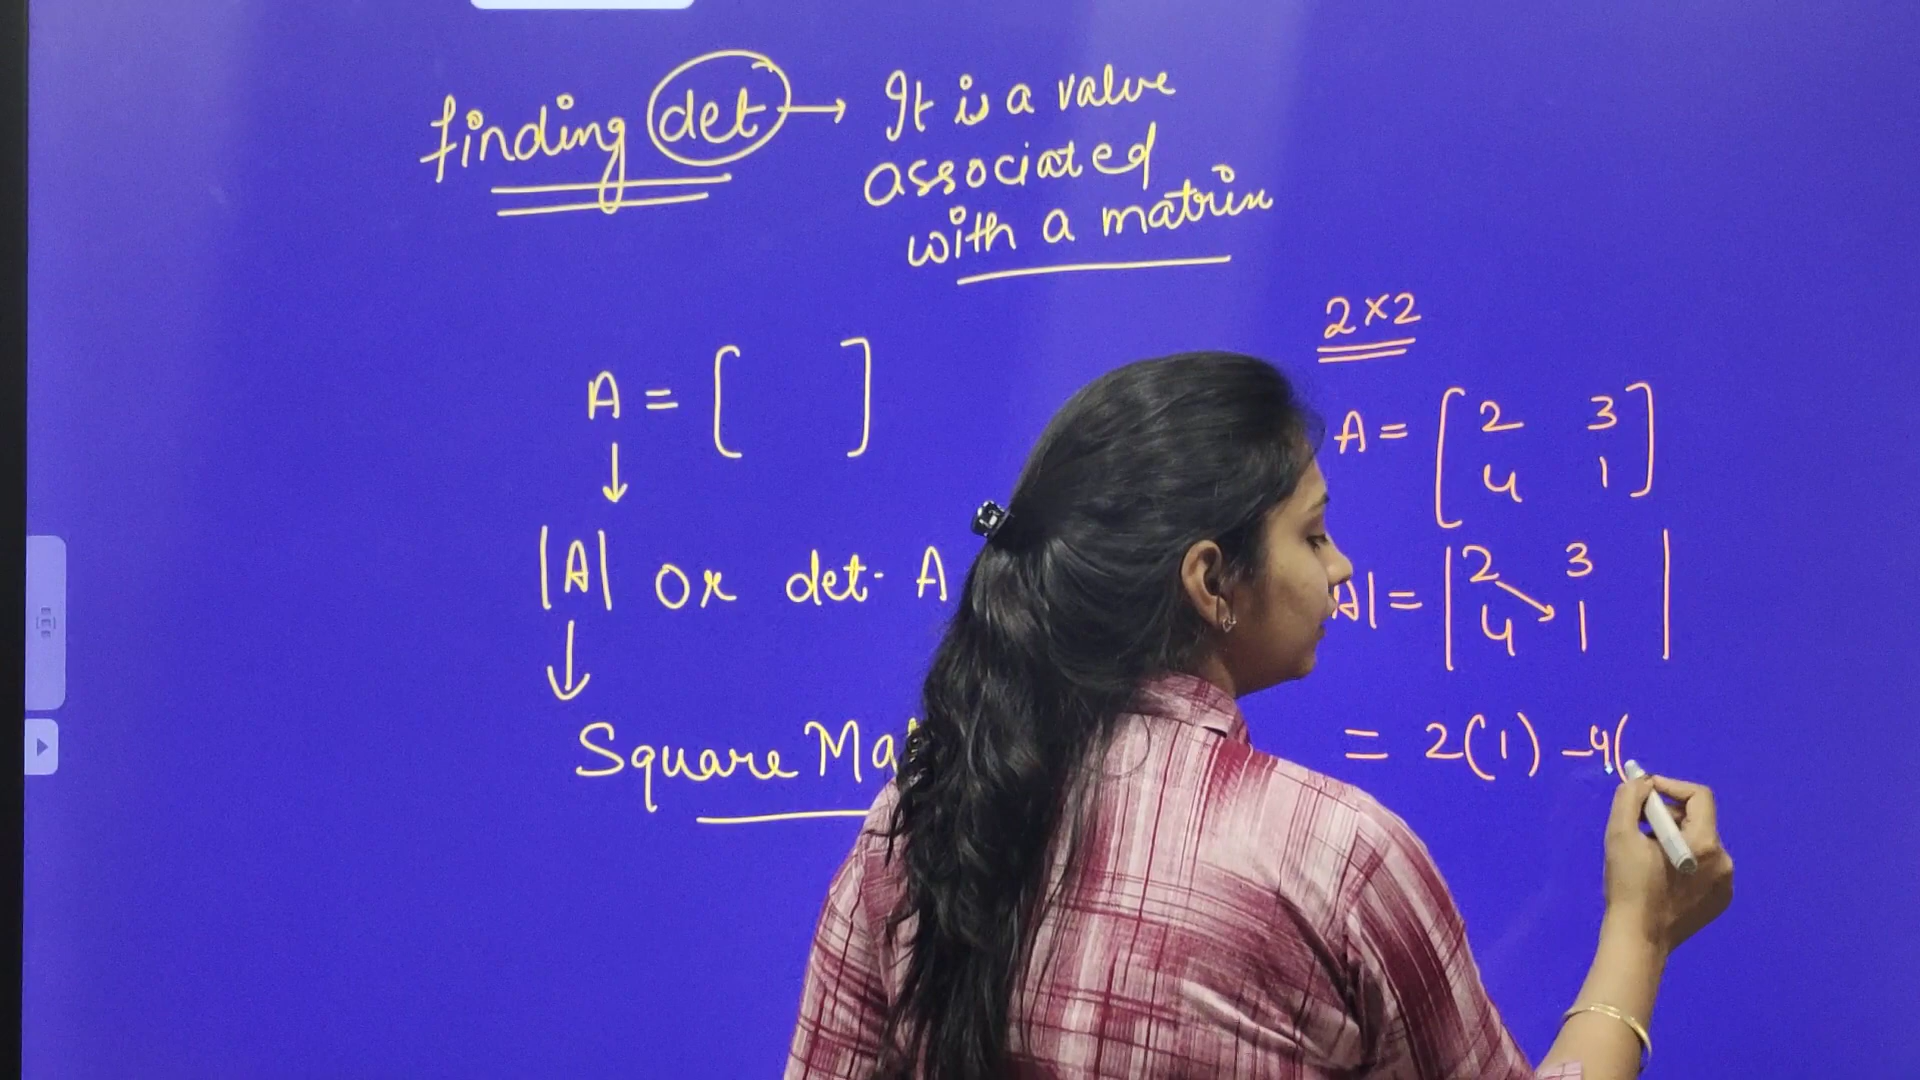 finding det → It is a value
associated
with a matrix
A = [ ]
↓
|A| or det. A
↓
Square Ma
2×2
A = [ 2 3
4 1 ]
A| = | 2 3
4 1 |
= 2(1) -4(